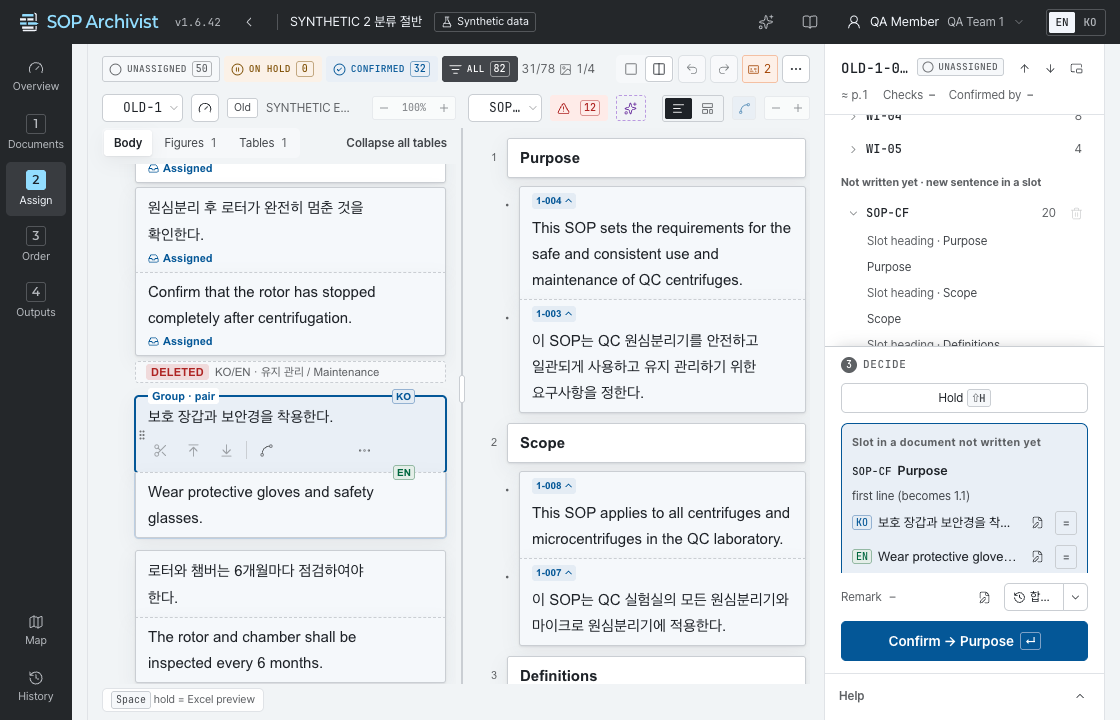 SOP Archivist v1.6.42 SYNTHETIC 2 분류 절반 Synthetic data QA Member QA Team 1 EN KO
Overview
1
Documents
2
Assign
3
Order
4
Outputs
Map
History
UNASSIGNED 50 ON HOLD 0 CONFIRMED 32 ALL 82 31/78 1/4 2
OLD-1 Old SYNTHETIC E... 100% SOP... 12
Body Figures 1 Tables 1 Collapse all tables
Assigned
원심분리 후 로터가 완전히 멈춘 것을
확인한다.
Assigned
Confirm that the rotor has stopped
completely after centrifugation.
Assigned
DELETED KO/EN · 유지 관리 / Maintenance
Group · pair KO
보호 장갑과 보안경을 착용한다.
EN
Wear protective gloves and safety
glasses.
로터와 챔버는 6개월마다 점검하여야
한다.
The rotor and chamber shall be
inspected every 6 months.
Space hold = Excel preview
1 Purpose
1-004
This SOP sets the requirements for the
safe and consistent use and
maintenance of QC centrifuges.
1-003
이 SOP는 QC 원심분리기를 안전하고
일관되게 사용하고 유지 관리하기 위한
요구사항을 정한다.
2 Scope
1-008
This SOP applies to all centrifuges and
microcentrifuges in the QC laboratory.
1-007
이 SOP는 QC 실험실의 모든 원심분리기와
마이크로 원심분리기에 적용한다.
3 Definitions
OLD-1-0... UNASSIGNED
≈ p.1 Checks – Confirmed by –
WI-04 8
WI-05 4
Not written yet · new sentence in a slot
SOP-CF 20
Slot heading · Purpose
Purpose
Slot heading · Scope
Scope
Slot heading · Definitions
3 DECIDE
Hold ⇧H
Slot in a document not written yet
SOP-CF Purpose
first line (becomes 1.1)
KO 보호 장갑과 보안경을 착... =
EN Wear protective glove... =
Remark – 합...
Confirm → Purpose ↵
Help